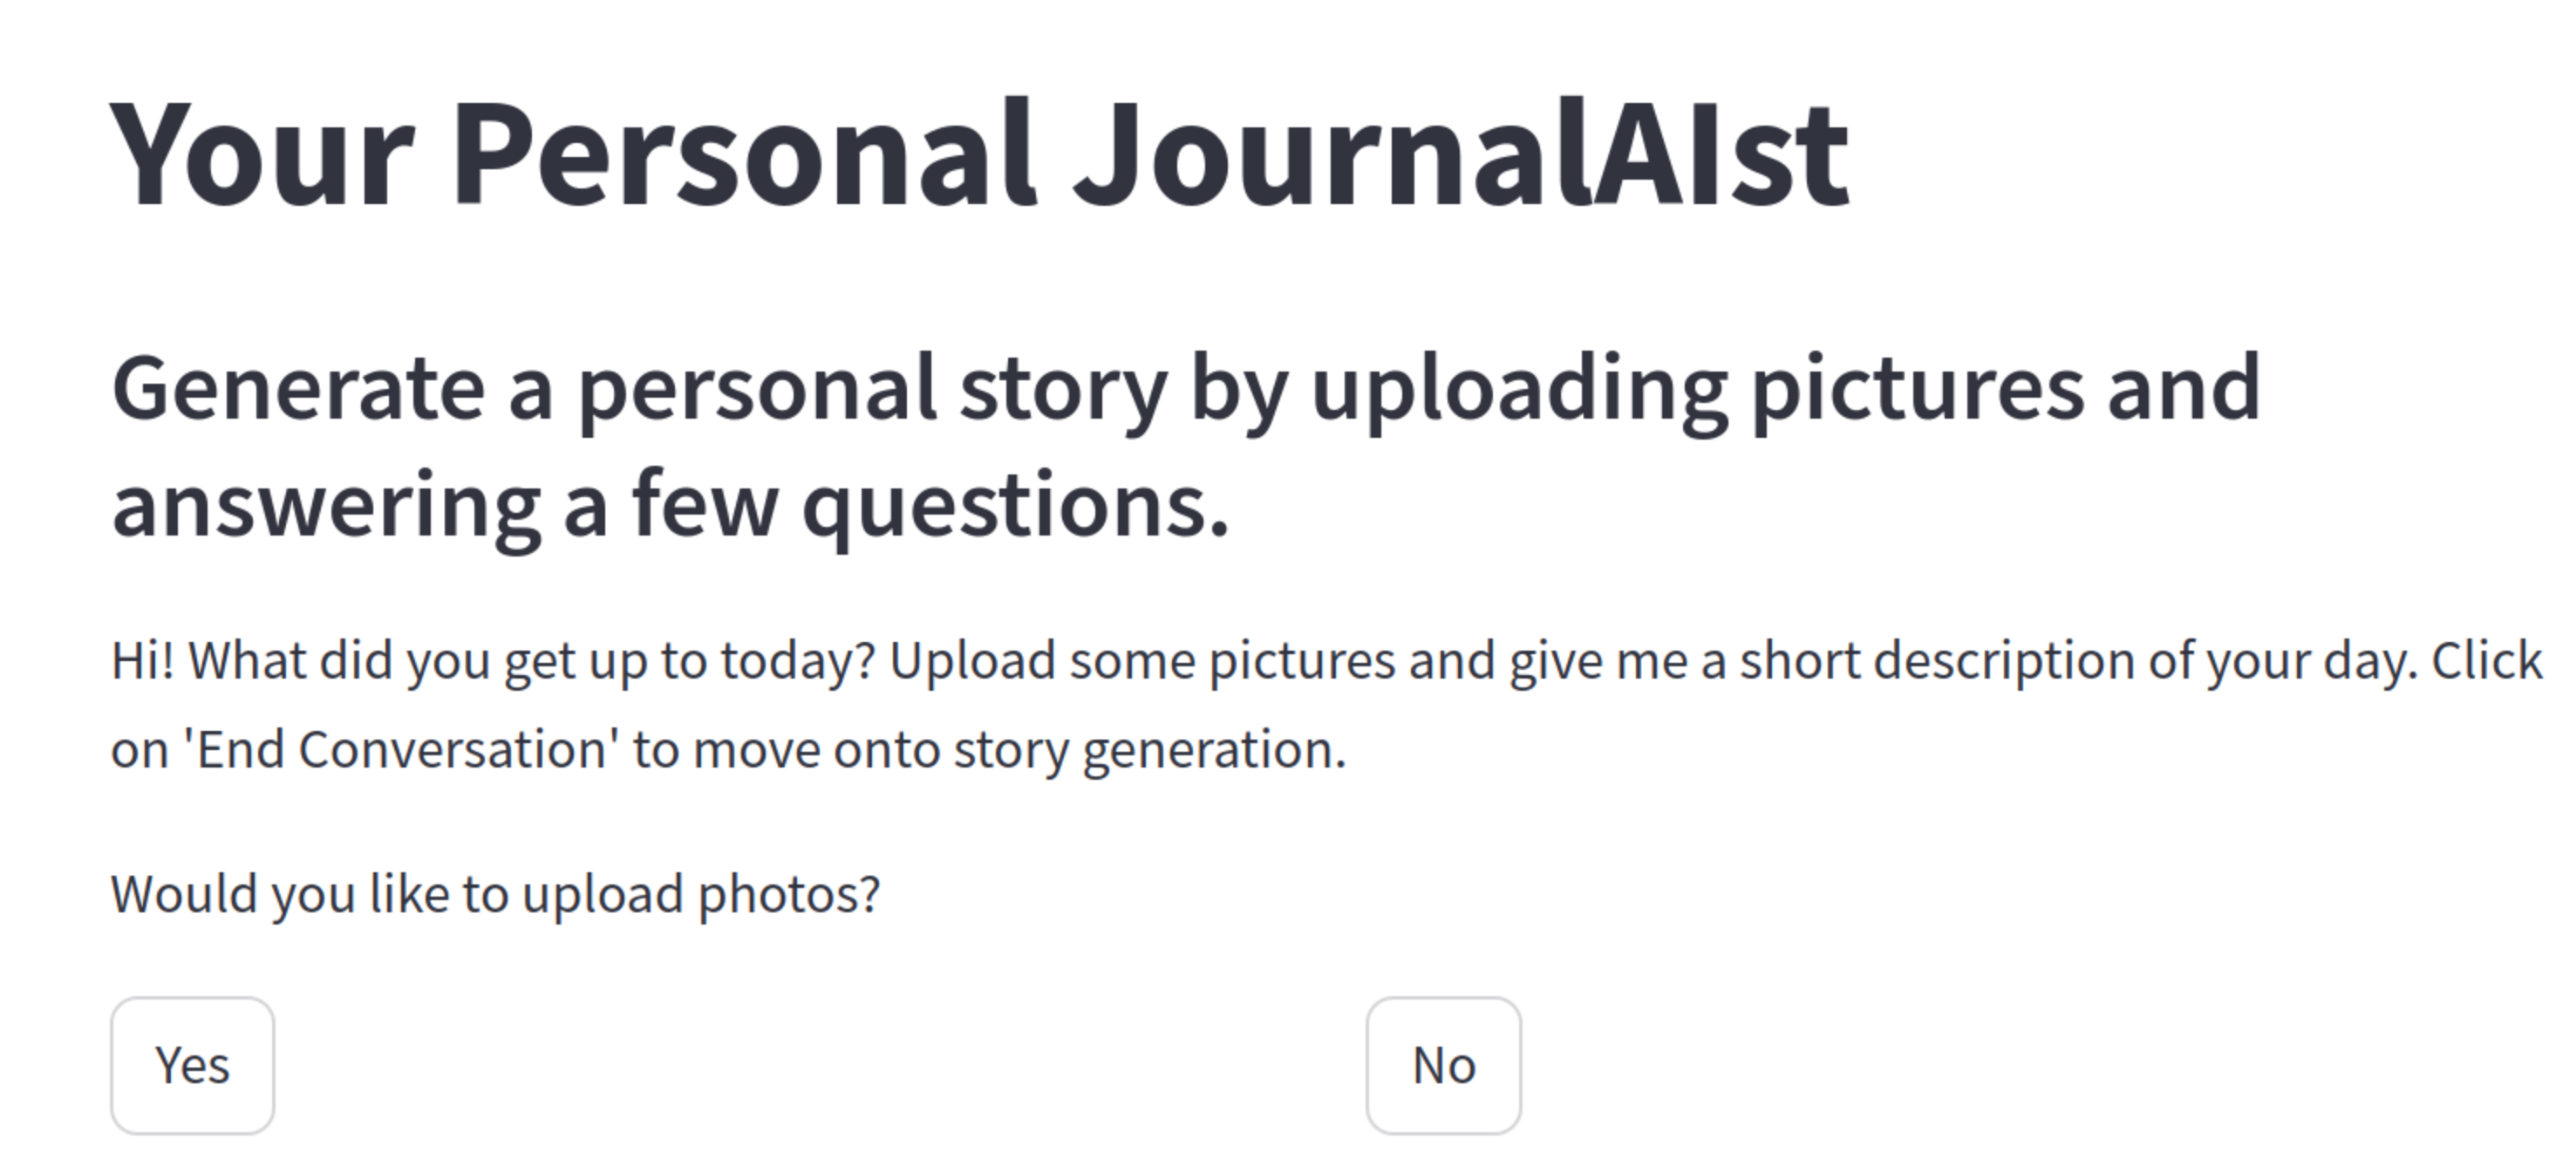 Your Personal JournalAIst
Generate a personal story by uploading pictures and
answering a few questions.
Hi! What did you get up to today? Upload some pictures and give me a short description of your day. Click
on 'End Conversation' to move onto story generation.
Would you like to upload photos?
Yes
No